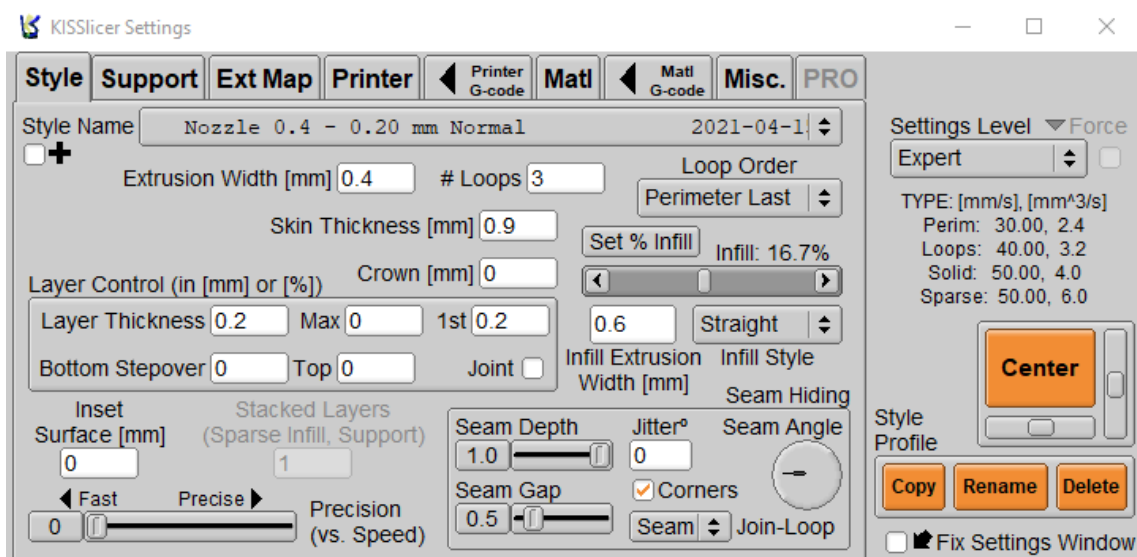 KISSlicer Settings
Style Support Ext Map Printer Printer G-code Matl Matl G-code Misc. PRO
Style Name Nozzle 0.4 - 0.20 mm Normal 2021-04-1
Settings Level Force
Expert
Extrusion Width [mm] 0.4 # Loops 3
Loop Order
Perimeter Last
Skin Thickness [mm] 0.9
Set % Infill Infill: 16.7%
Crown [mm] 0
TYPE: [mm/s], [mm^3/s]
Perim: 30.00, 2.4
Loops: 40.00, 3.2
Solid: 50.00, 4.0
Sparse: 50.00, 6.0
Layer Control (in [mm] or [%])
Layer Thickness 0.2 Max 0 1st 0.2
Bottom Stepover 0 Top 0 Joint
0.6 Straight
Infill Extrusion Width [mm] Infill Style
Center
Inset
Surface [mm]
0
Stacked Layers
(Sparse Infill, Support)
1
Fast Precise
0
Precision
(vs. Speed)
Seam Hiding
Seam Depth Jitterº Seam Angle
1.0 0
Seam Gap Corners
0.5 Seam Join-Loop
Style
Profile
Copy Rename Delete
Fix Settings Window